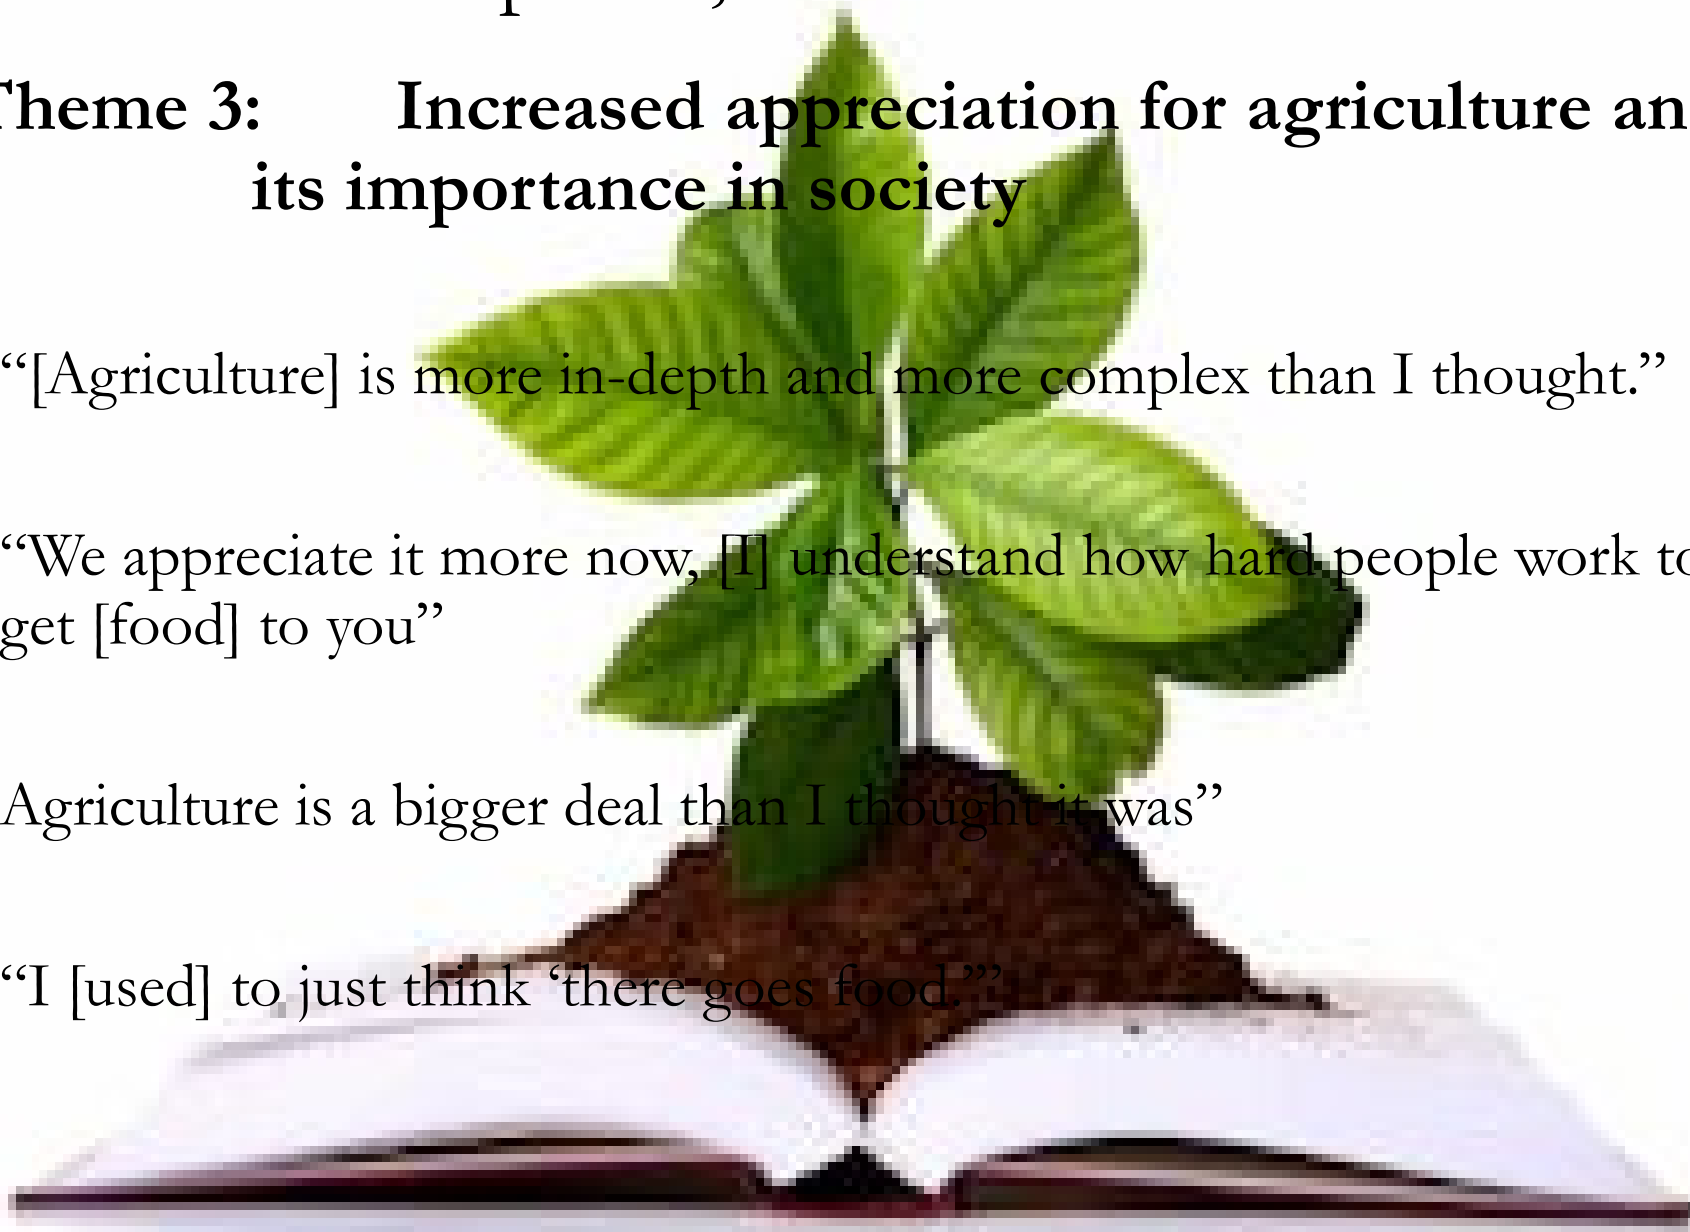 Theme 3: Increased appreciation for agriculture an
its importance in society
“[Agriculture] is more in-depth and more complex than I thought.”
“We appreciate it more now, [I] understand how hard people work to
get [food] to you”
Agriculture is a bigger deal than I thought it was”
“I [used] to just think ‘there goes food.’”